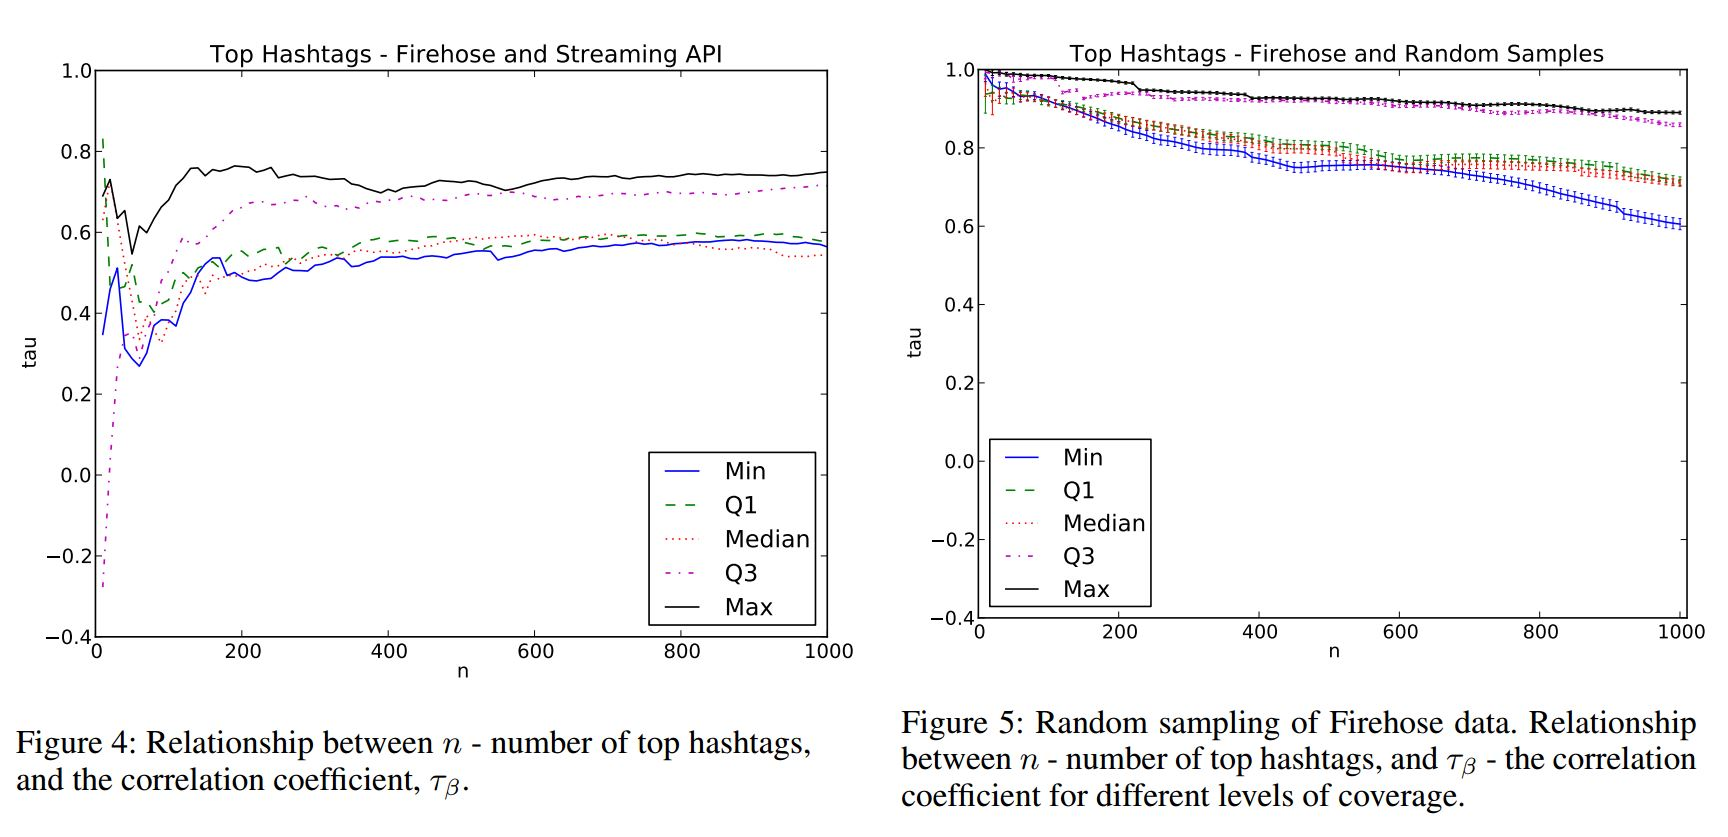 Top Hashtags - Firehose and Streaming API
1.0
0.8
0.6
0.4
0.2
0.0
−0.2
−0.4
tau
0
200
400
600
800
1000
n
Min
Q1
Median
Q3
Max
Figure 4: Relationship between n - number of top hashtags,
and the correlation coefficient, τβ.
Top Hashtags - Firehose and Random Samples
1.0
0.8
0.6
0.4
0.2
0.0
−0.2
−0.4
tau
0
200
400
600
800
1000
n
Min
Q1
Median
Q3
Max
Figure 5: Random sampling of Firehose data. Relationship
between n - number of top hashtags, and τβ - the correlation
coefficient for different levels of coverage.